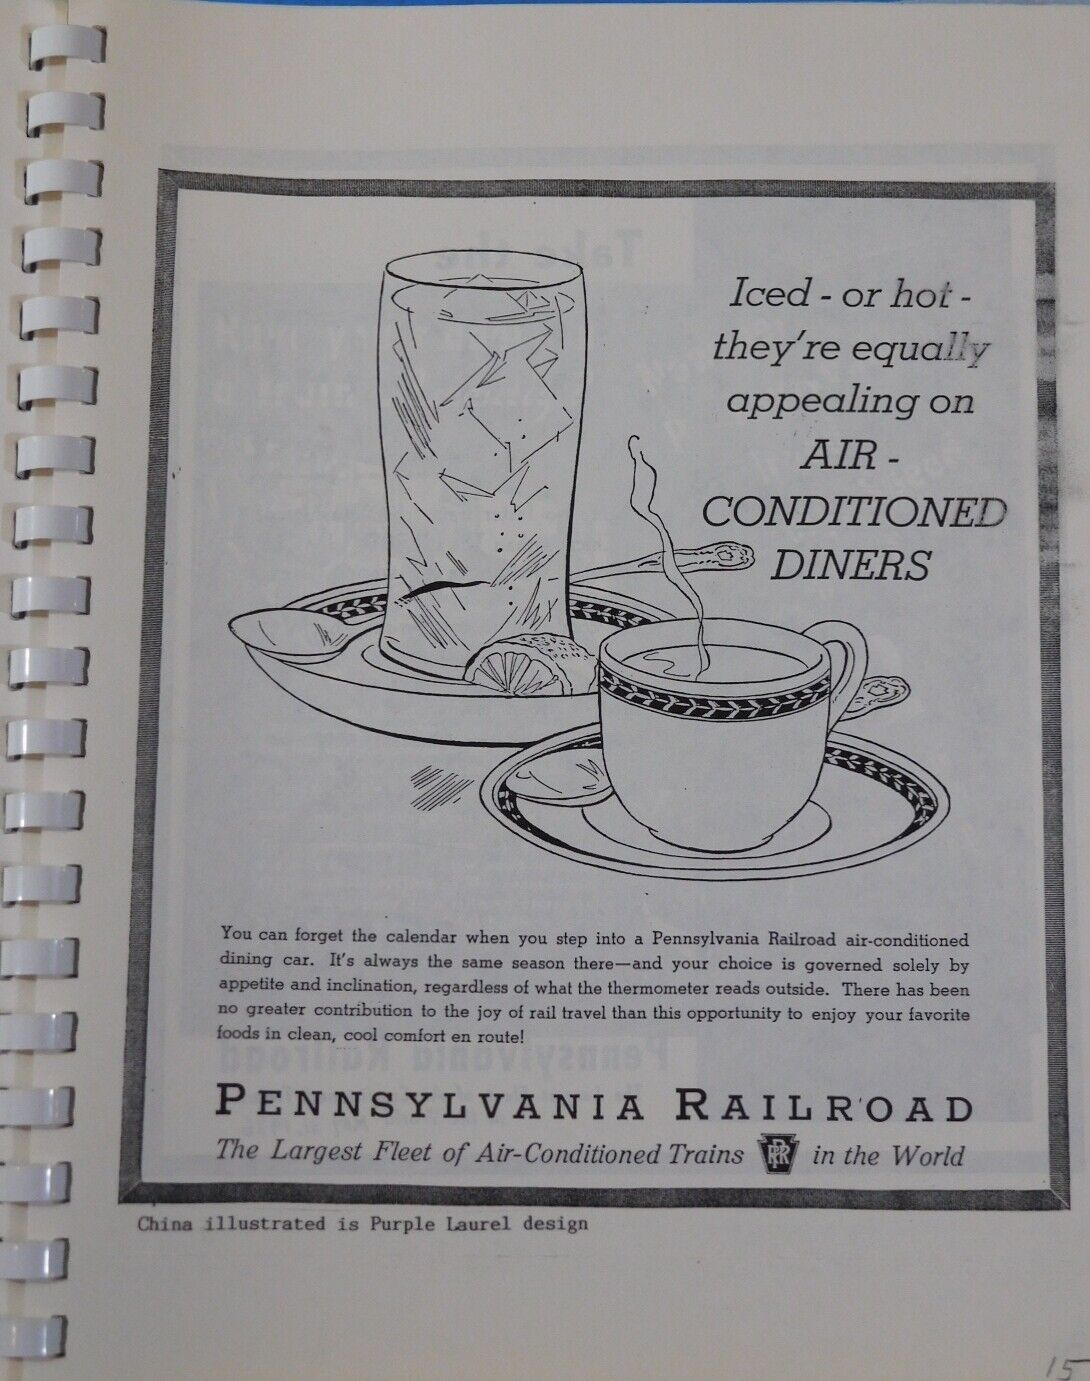 Iced - or hot -
they're equally
appealing on
AIR -
CONDITIONED
DINERS
You can forget the calendar when you step into a Pennsylvania Railroad air-conditioned
dining car. It's always the same season there—and your choice is governed solely by
appetite and inclination, regardless of what the thermometer reads outside. There has been
no greater contribution to the joy of rail travel than this opportunity to enjoy your favorite
foods in clean, cool comfort en route!
PENNSYLVANIA RAILROAD
The Largest Fleet of Air-Conditioned Trains PRR in the World
China illustrated is Purple Laurel design
15